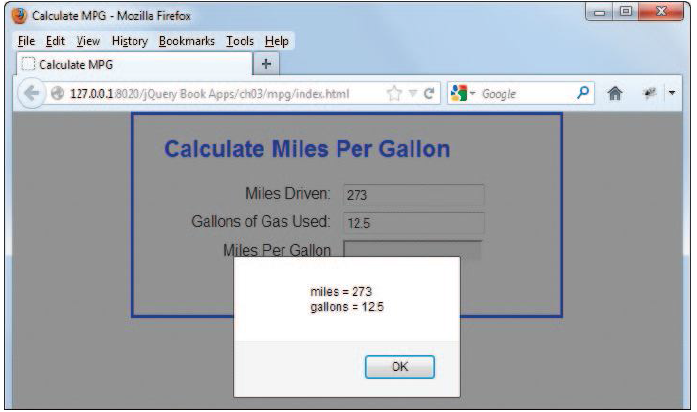 Calculate MPG - Mozilla Firefox
File Edit View History Bookmarks Tools Help
Calculate MPG +
127.0.0.1:8020/jQuery Book Apps/ch03/mpg/index.html Google
Calculate Miles Per Gallon
Miles Driven: 273
Gallons of Gas Used: 12.5
Miles Per Gallon
miles = 273
gallons = 12.5
OK